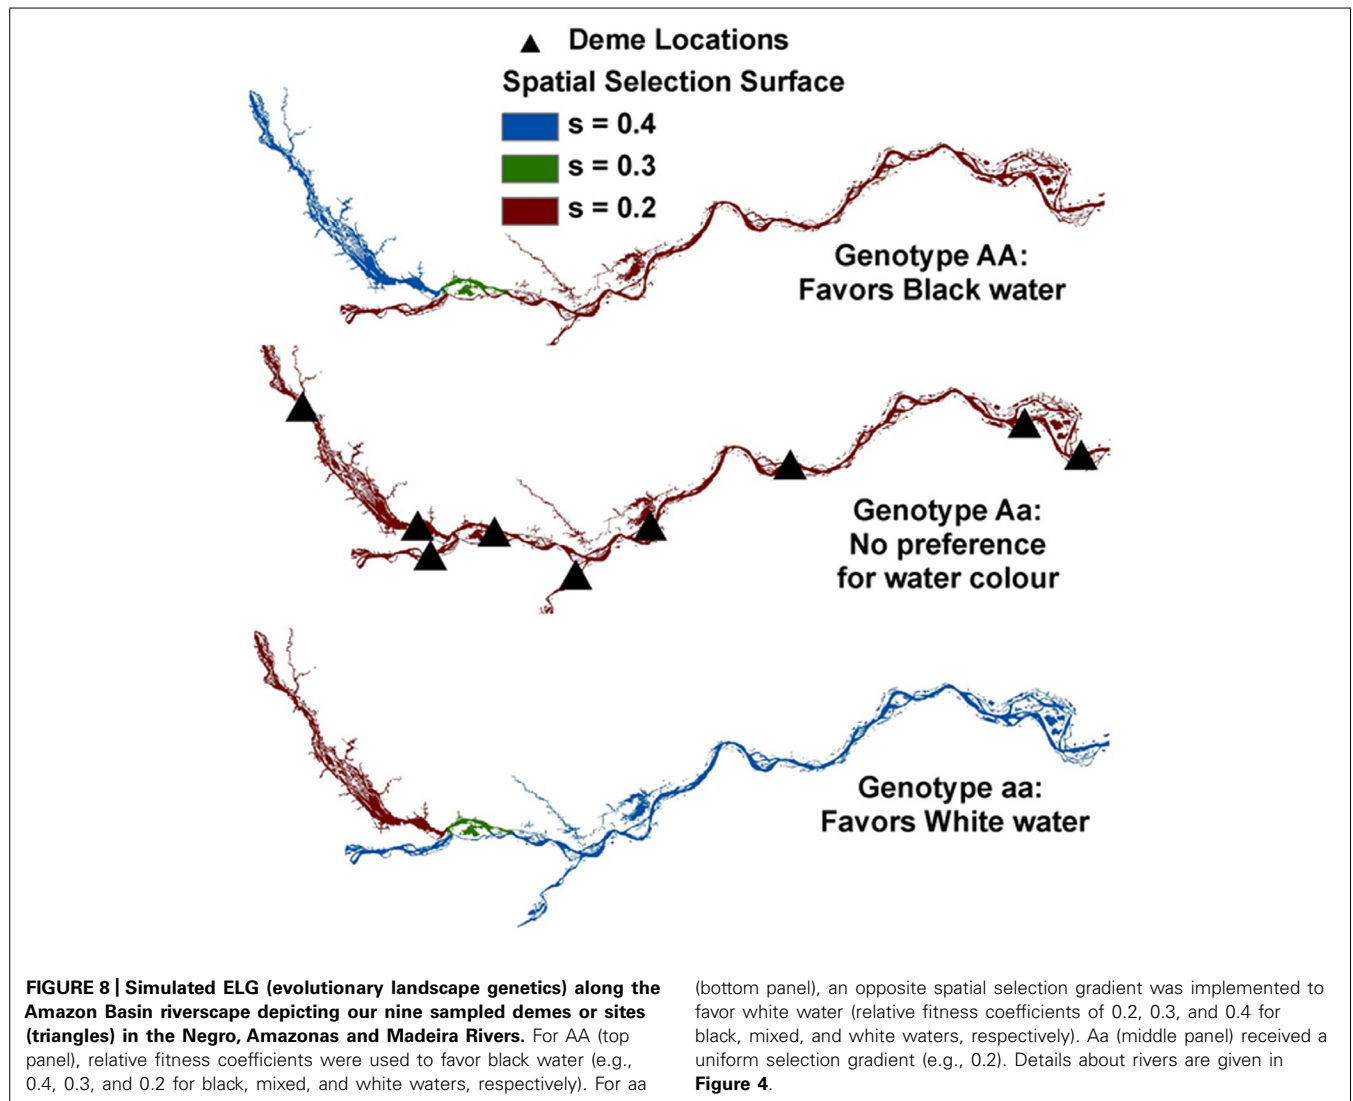 Deme Locations
Spatial Selection Surface
s = 0.4
s = 0.3
s = 0.2
Genotype AA:
Favors Black water
Genotype Aa:
No preference
for water colour
Genotype aa:
Favors White water
FIGURE 8 | Simulated ELG (evolutionary landscape genetics) along the
Amazon Basin riverscape depicting our nine sampled demes or sites
(triangles) in the Negro, Amazonas and Madeira Rivers. For AA (top
panel), relative fitness coefficients were used to favor black water (e.g.,
0.4, 0.3, and 0.2 for black, mixed, and white waters, respectively). For aa
(bottom panel), an opposite spatial selection gradient was implemented to
favor white water (relative fitness coefficients of 0.2, 0.3, and 0.4 for
black, mixed, and white waters, respectively). Aa (middle panel) received a
uniform selection gradient (e.g., 0.2). Details about rivers are given in
Figure 4.